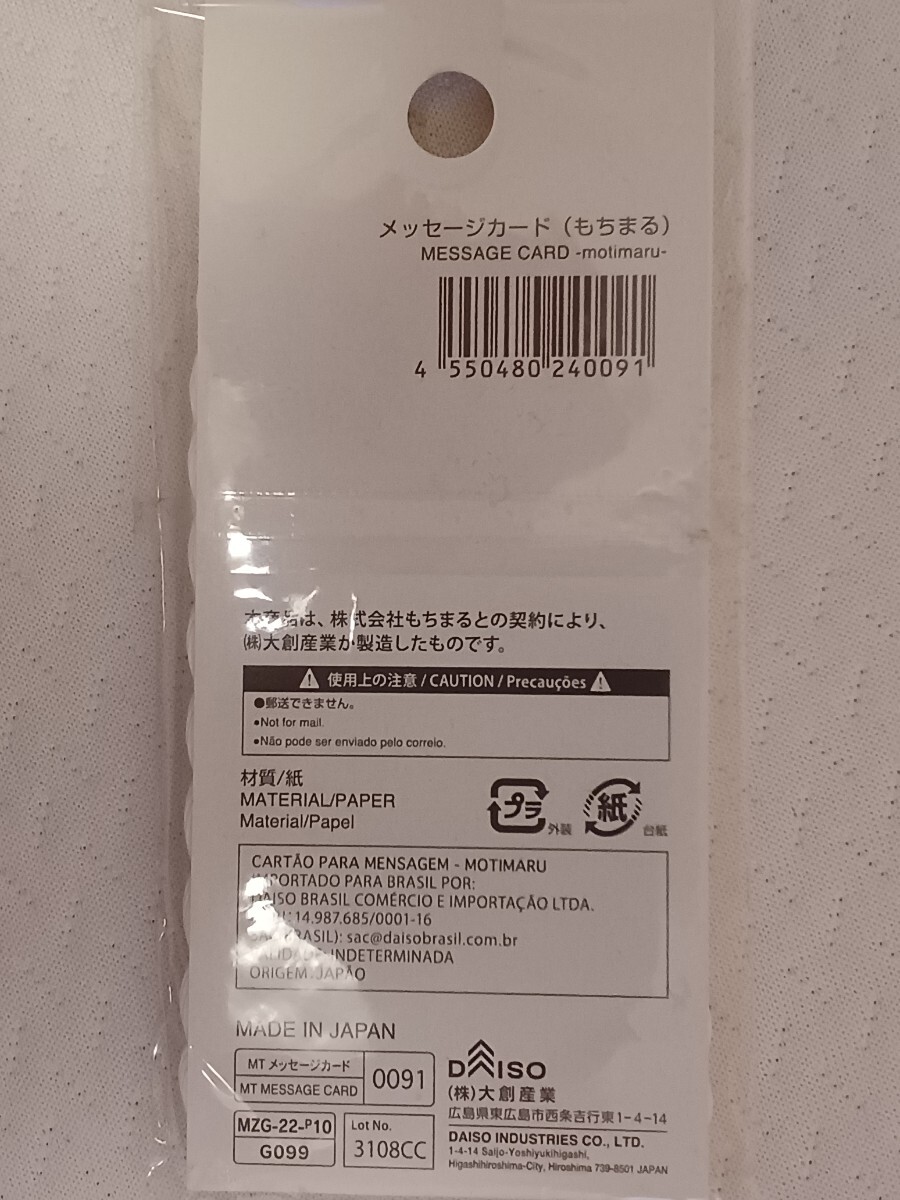 メッセージカード（もちまる）
MESSAGE CARD -motimaru-
4 550480 240091
本商品は、株式会社もちまるとの契約により、
㈱大創産業が製造したものです。
使用上の注意 / CAUTION / Precauções
●郵送できません。
●Not for mail.
●Não pode ser enviado pelo correio.
材質/紙
MATERIAL/PAPER
Material/Papel
プラ 外装
紙 台紙
CARTÃO PARA MENSAGEM - MOTIMARU
IMPORTADO PARA BRASIL POR:
DAISO BRASIL COMÉRCIO E IMPORTAÇÃO LTDA.
14.987.685/0001-16
BRASIL): sac@daisobrasil.com.br
INDETERMINADA
ORIGEM: JAPÃO
MADE IN JAPAN
MT メッセージカード
MT MESSAGE CARD
0091
MZG-22-P10
G099
Lot No.
3108CC
DAISO
(株)大創産業
広島県東広島市西条吉行東1-4-14
DAISO INDUSTRIES CO., LTD.
1-4-14 Saijo-Yoshiyukihigashi,
Higashihiroshima-City, Hiroshima 739-8501 JAPAN